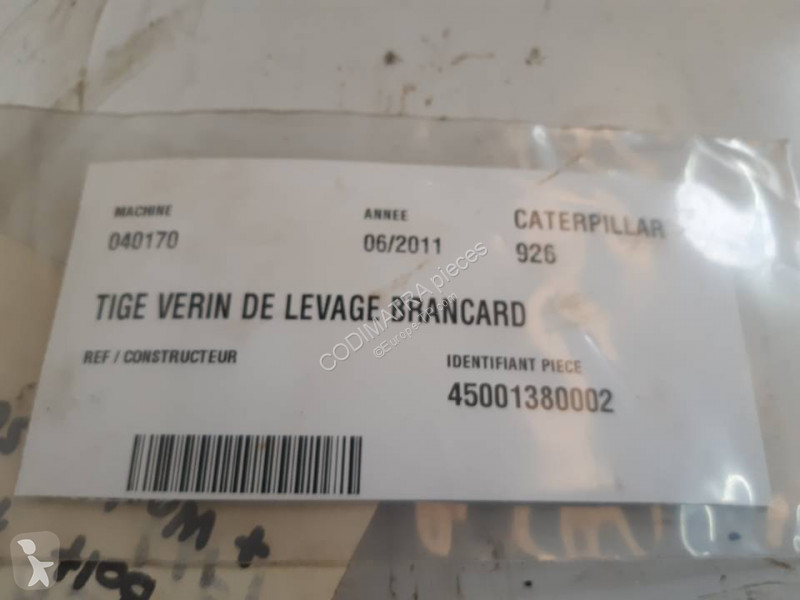 MACHINE
040170
ANNEE
06/2011
CATERPILLAR
926
TIGE VERIN DE LEVAGE BRANCARD
REF / CONSTRUCTEUR
IDENTIFIANT PIECE
45001380002
CODIMATRA pieces